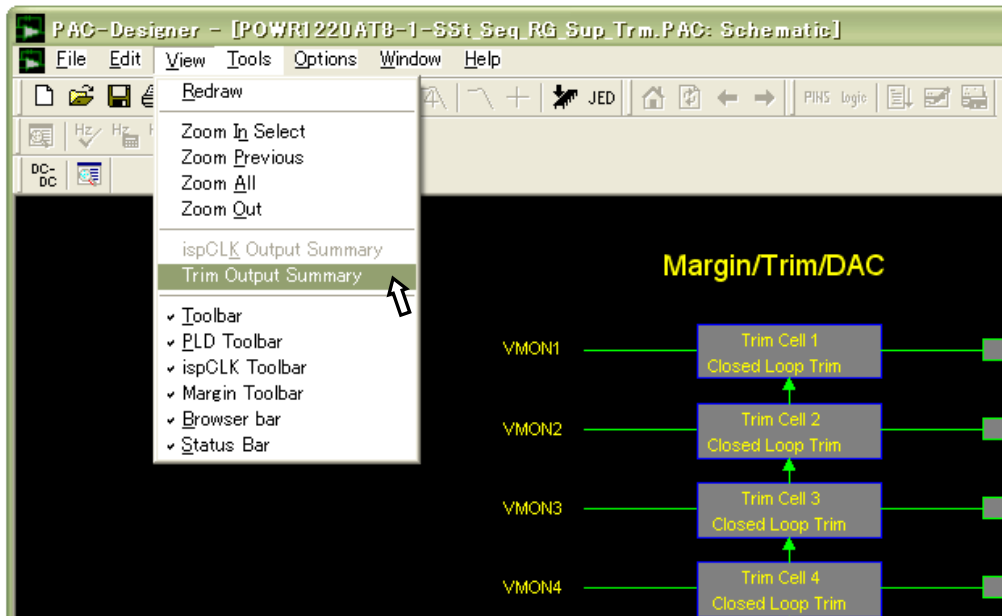 PAC-Designer - [POWR1220AT8-1-SSt_Seq_RG_Sup_Trm.PAC: Schematic]
File Edit View Tools Options Window Help
Redraw
JED
PINS Logic
Zoom In Select
Hz Hz
Zoom Previous
DC-DC
Zoom All
Zoom Out
ispCLK Output Summary
Trim Output Summary
Toolbar
PLD Toolbar
ispCLK Toolbar
Margin Toolbar
Browser bar
Status Bar
Margin/Trim/DAC
VMON1
Trim Cell 1
Closed Loop Trim
VMON2
Trim Cell 2
Closed Loop Trim
VMON3
Trim Cell 3
Closed Loop Trim
VMON4
Trim Cell 4
Closed Loop Trim